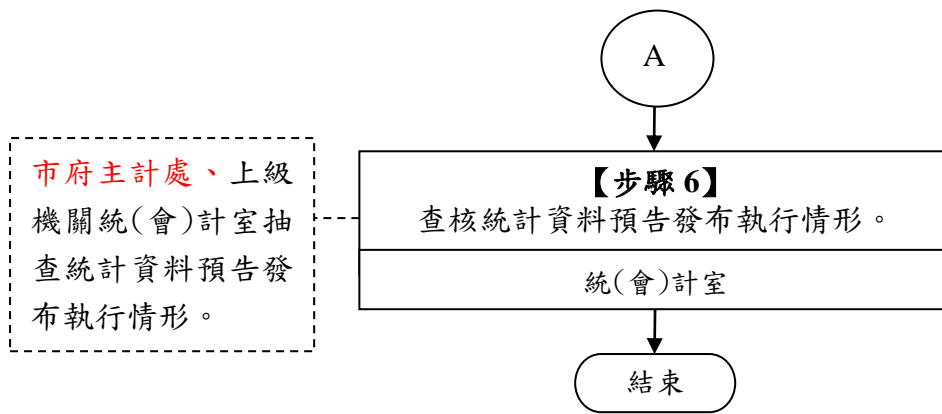 A
市府主計處、上級
機關統(會)計室抽
查統計資料預告發
布執行情形。
【步驟 6】
查核統計資料預告發布執行情形。
統(會)計室
結束